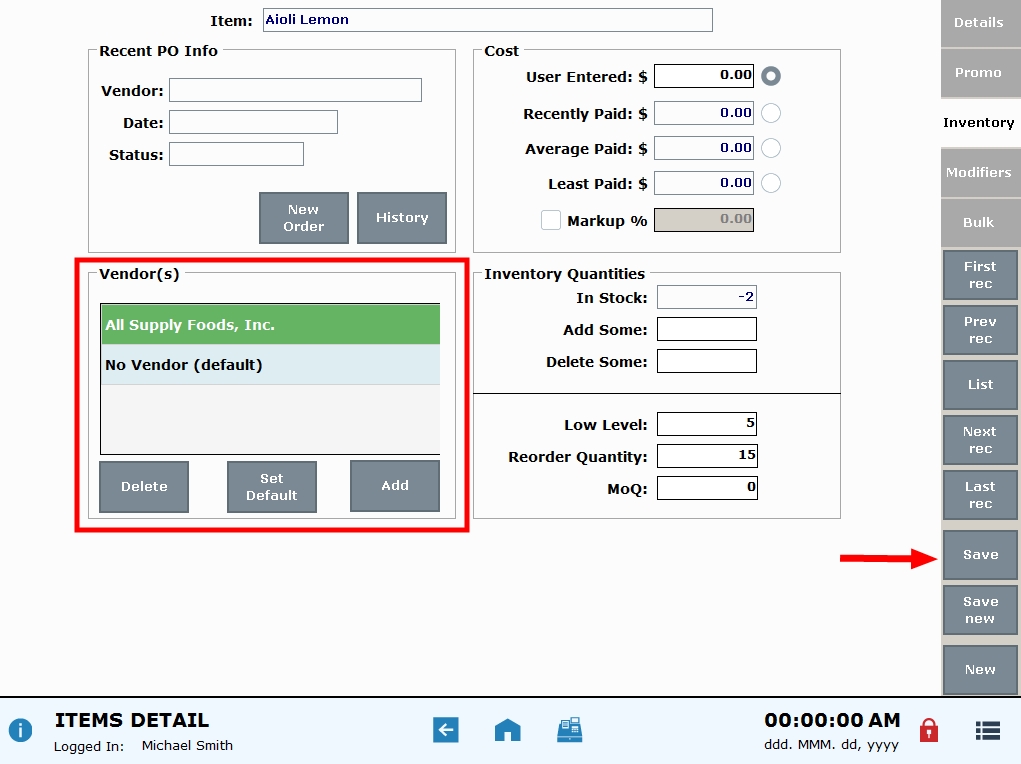 Item: Aioli Lemon
Recent PO Info
Vendor:
Date:
Status:
New
Order
History
Cost
User Entered: $ 0.00
Recently Paid: $ 0.00
Average Paid: $ 0.00
Least Paid: $ 0.00
Markup % 0.00
Vendor(s)
All Supply Foods, Inc.
No Vendor (default)
Delete
Set
Default
Add
Inventory Quantities
In Stock: -2
Add Some:
Delete Some:
Low Level: 5
Reorder Quantity: 15
MoQ: 0
Details
Promo
Inventory
Modifiers
Bulk
First
rec
Prev
rec
List
Next
rec
Last
rec
Save
Save
new
New
ITEMS DETAIL
Logged In: Michael Smith
00:00:00 AM
ddd. MMM. dd, yyyy